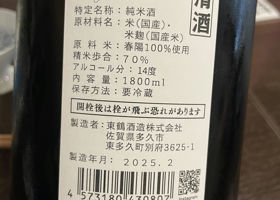 清酒
特定名称：純米酒
原材料名：米（国産）・
米麹（国産米）
原料米：春陽100％使用
精米歩合：70％
アルコール分：14度
内容量：1800ml
保存方法：要冷蔵
開栓後は栓が飛ぶ恐れがあります
製造者：東鶴酒造株式会社
佐賀県多久市
東多久町別府3625-1
製造年月：2025.2
4573180430807
Instagram